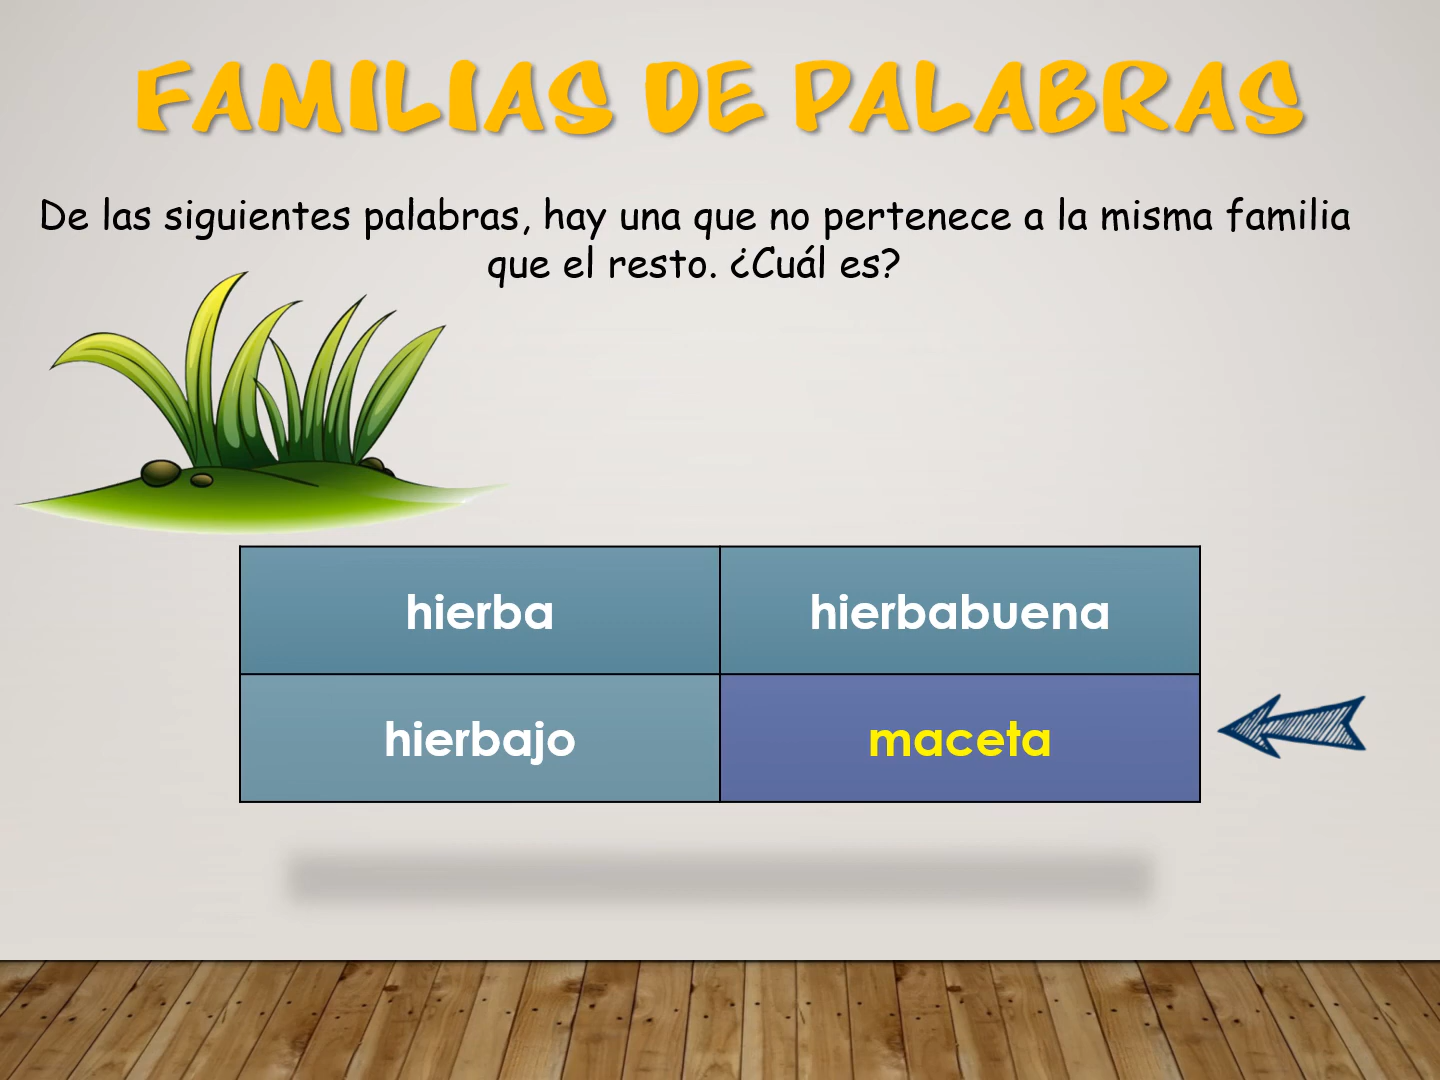 FAMILIAS DE PALABRAS
De las siguientes palabras, hay una que no pertenece a la misma familia
que el resto. ¿Cuál es?
hierba
hierbabuena
hierbajo
maceta